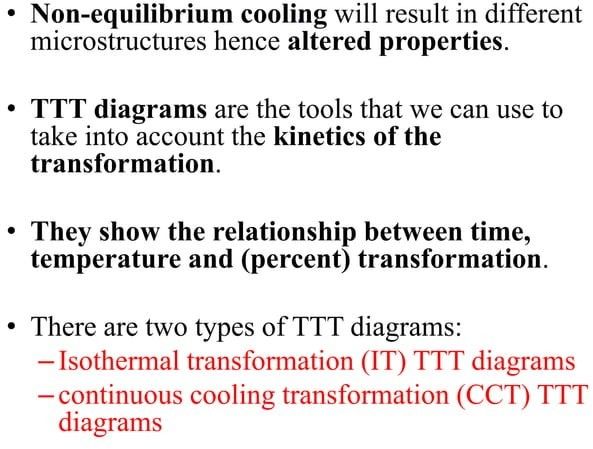 • Non-equilibrium cooling will result in different
microstructures hence altered properties.
• TTT diagrams are the tools that we can use to
take into account the kinetics of the
transformation.
• They show the relationship between time,
temperature and (percent) transformation.
• There are two types of TTT diagrams:
– Isothermal transformation (IT) TTT diagrams
– continuous cooling transformation (CCT) TTT
diagrams